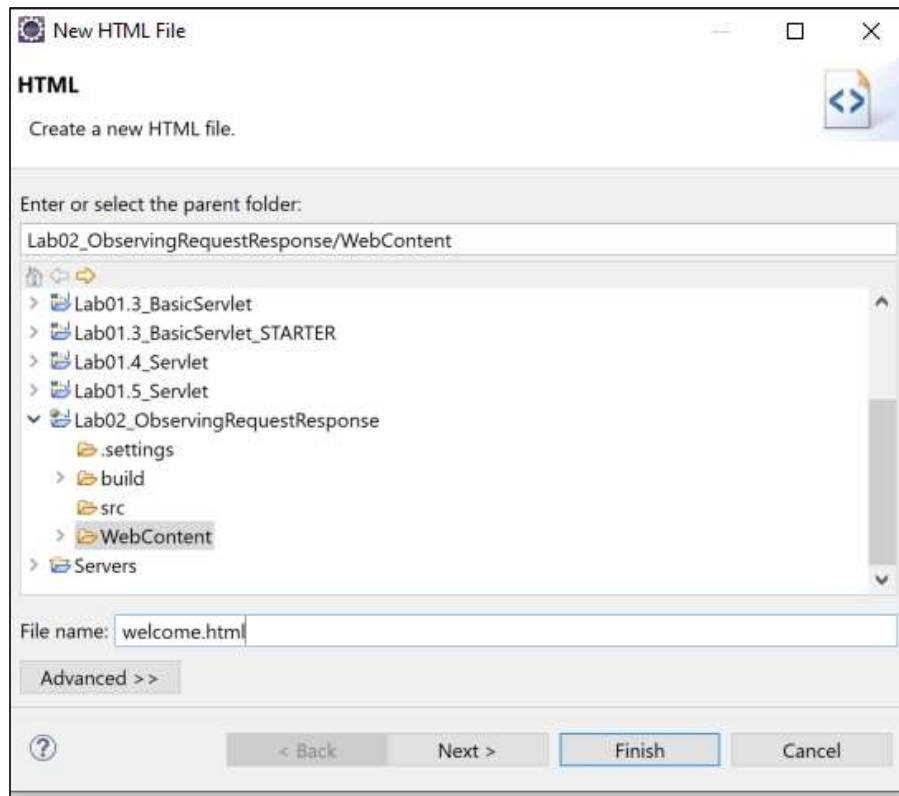 New HTML File
HTML
Create a new HTML file.
Enter or select the parent folder:
Lab02_ObservingRequestResponse/WebContent
Lab01.3_BasicServlet
Lab01.3_BasicServlet_STARTER
Lab01.4_Servlet
Lab01.5_Servlet
Lab02_ObservingRequestResponse
.settings
build
src
WebContent
Servers
File name: welcome.html
Advanced >>
? < Back Next > Finish Cancel